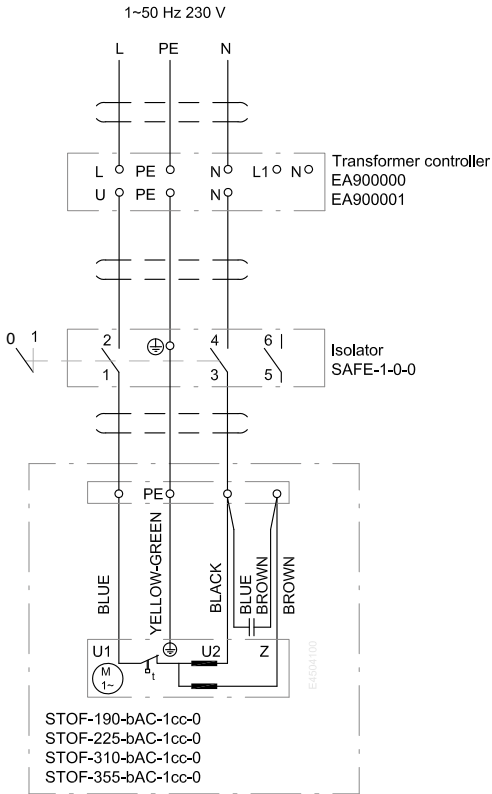 1~50 Hz 230 V
L PE N
L PE N L1 N
U PE N
Transformer controller
EA900000
EA900001
0 1
2 4 6
1 3 5
Isolator
SAFE-1-0-0
PE
BLUE
YELLOW-GREEN
BLACK
BLUE
BROWN
BROWN
U1 U2 Z
M
1~
t
E4504100
STOF-190-bAC-1cc-0
STOF-225-bAC-1cc-0
STOF-310-bAC-1cc-0
STOF-355-bAC-1cc-0